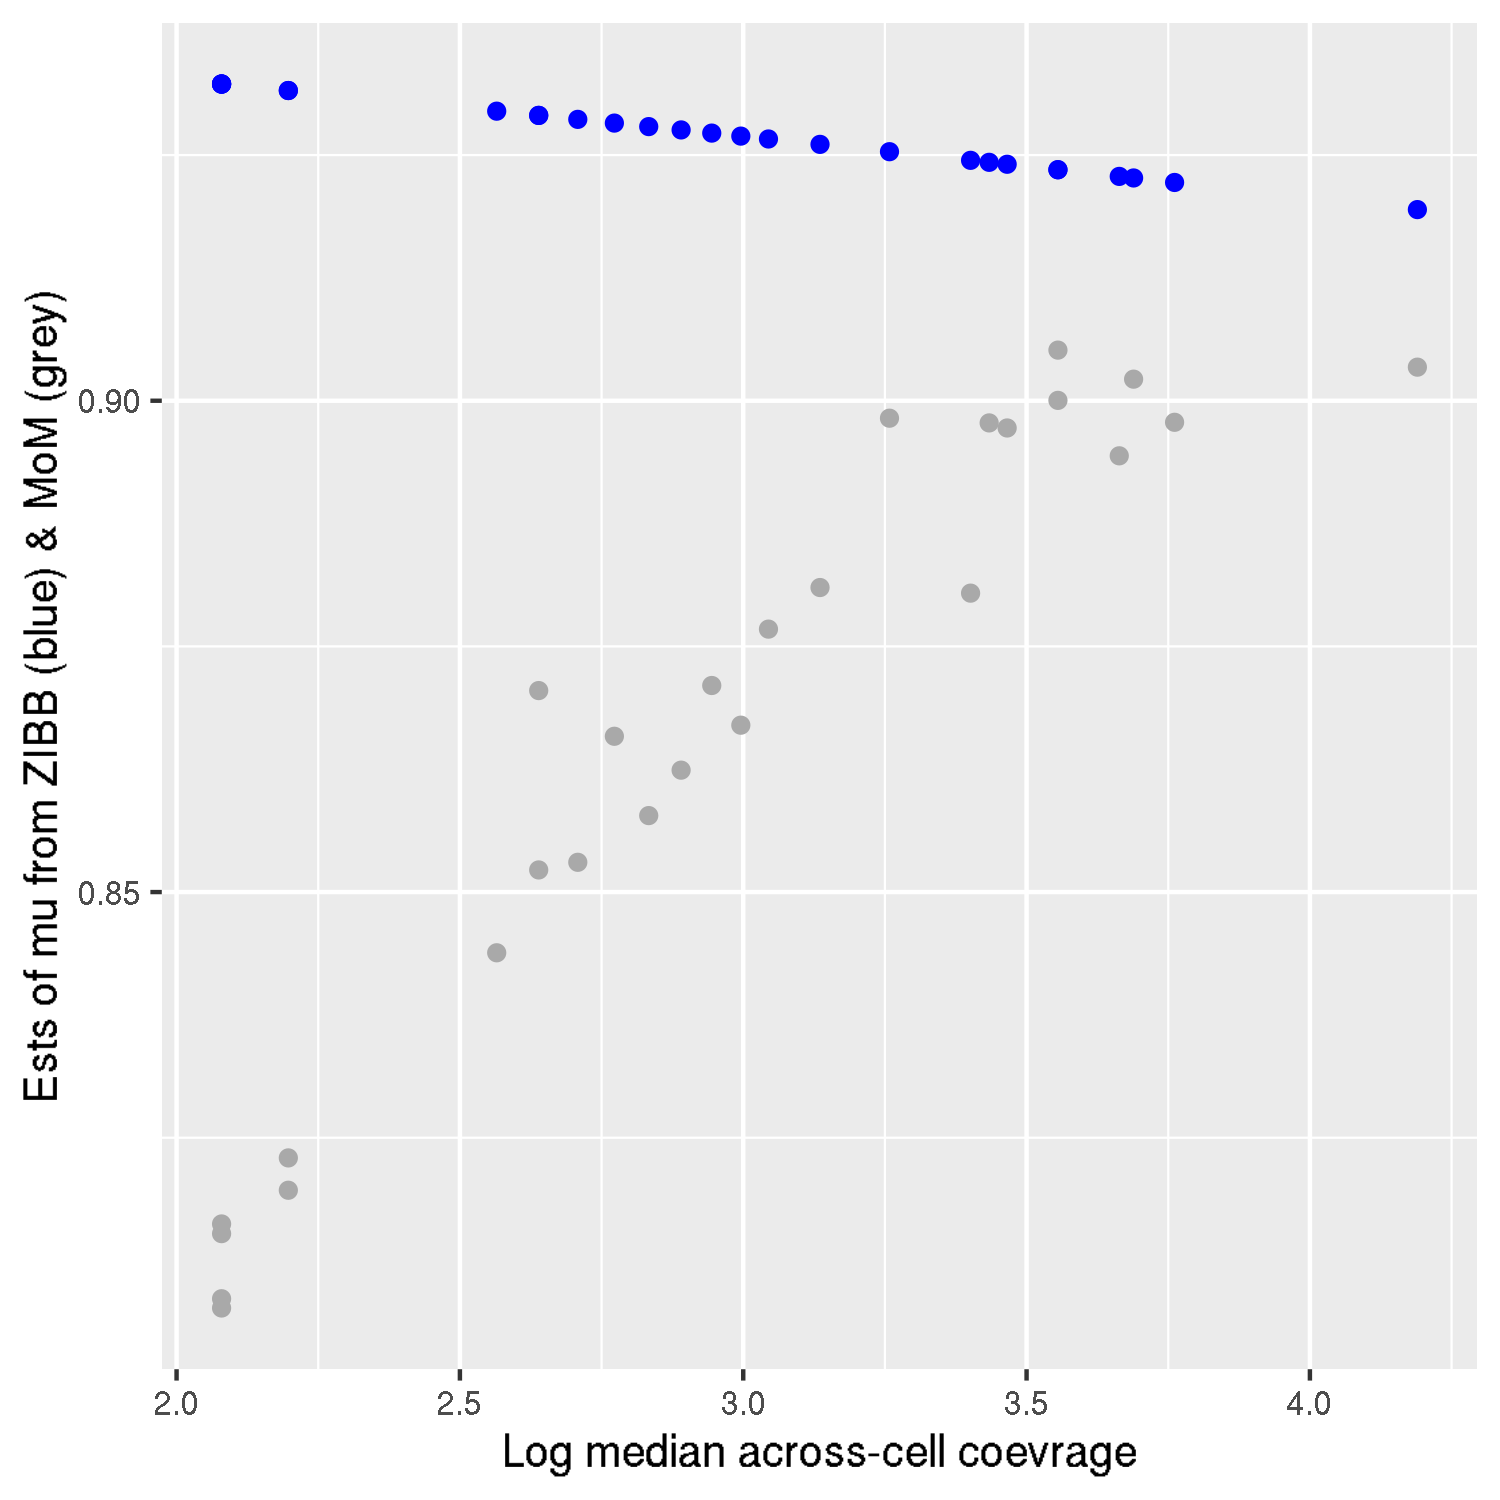 Ests of mu from ZIBB (blue) & MoM (grey)
0.90
0.85
2.0 2.5 3.0 3.5 4.0
Log median across-cell coevrage